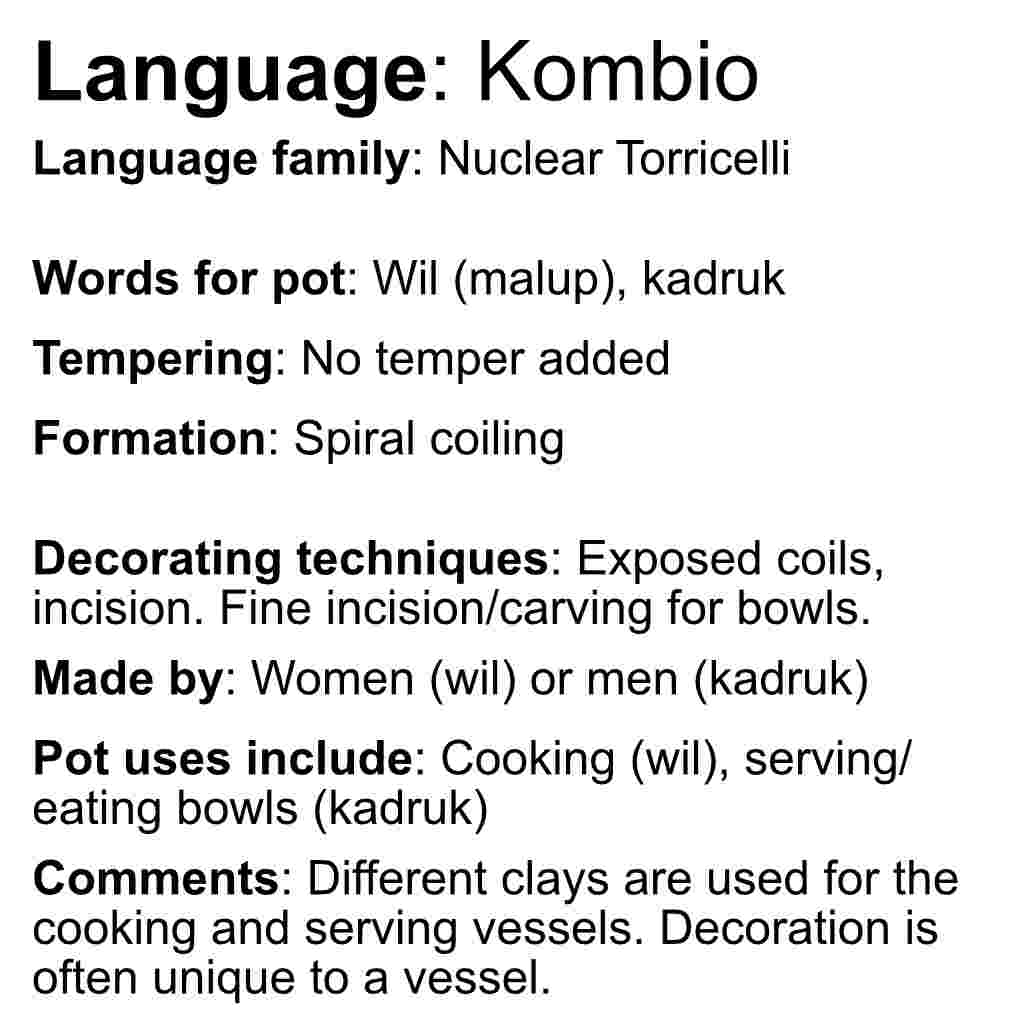 Language: Kombio
Language family: Nuclear Torricelli
Words for pot: Wil (malup), kadruk
Tempering: No temper added
Formation: Spiral coiling
Decorating techniques: Exposed coils,
incision. Fine incision/carving for bowls.
Made by: Women (wil) or men (kadruk)
Pot uses include: Cooking (wil), serving/
eating bowls (kadruk)
Comments: Different clays are used for the
cooking and serving vessels. Decoration is
often unique to a vessel.